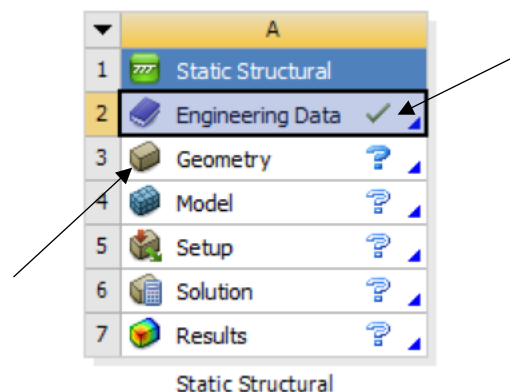 A
1 Static Structural
2 Engineering Data
3 Geometry
4 Model
5 Setup
6 Solution
7 Results
Static Structural